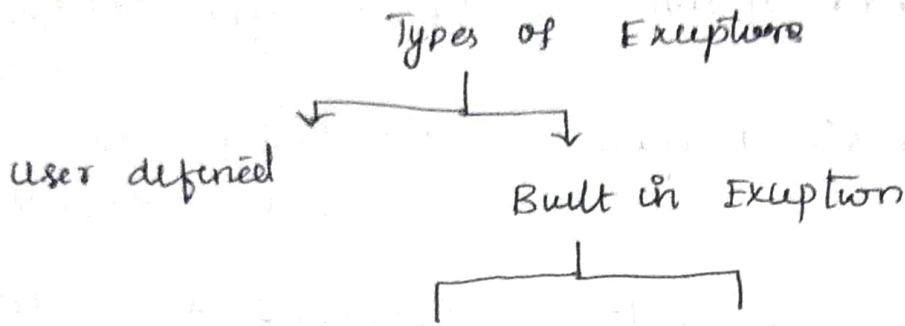 Types of Exceptions
user defined
Built in Exception